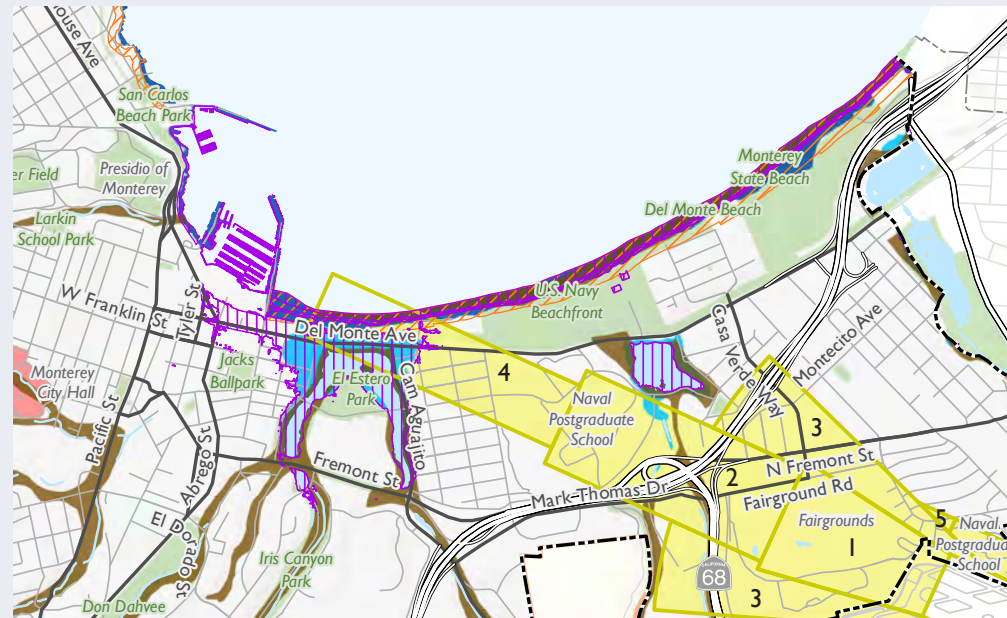 ouse Ave
San Carlos
Beach Park
Presidio of
Monterey
er Field
Larkin
School Park
Monterey
State Beach
Del Monte Beach
U.S. Navy
Beachfront
W Franklin St
Tyler St
Del Monte Ave
Jacks
Ballpark
El Estero
Park
Cam Aguajito
4
Casa Verde Way
Montecito Ave
Monterey
City Hall
Pacific St
Abrego St
Fremont St
Naval
Postgraduate
School
3
N Fremont St
2
Mark Thomas Dr
Fairground Rd
Fairgrounds
1
5
Naval
Postgradua
School
El Dorado St
Iris Canyon
Park
CALIFORNIA
68
3
Don Dahvee